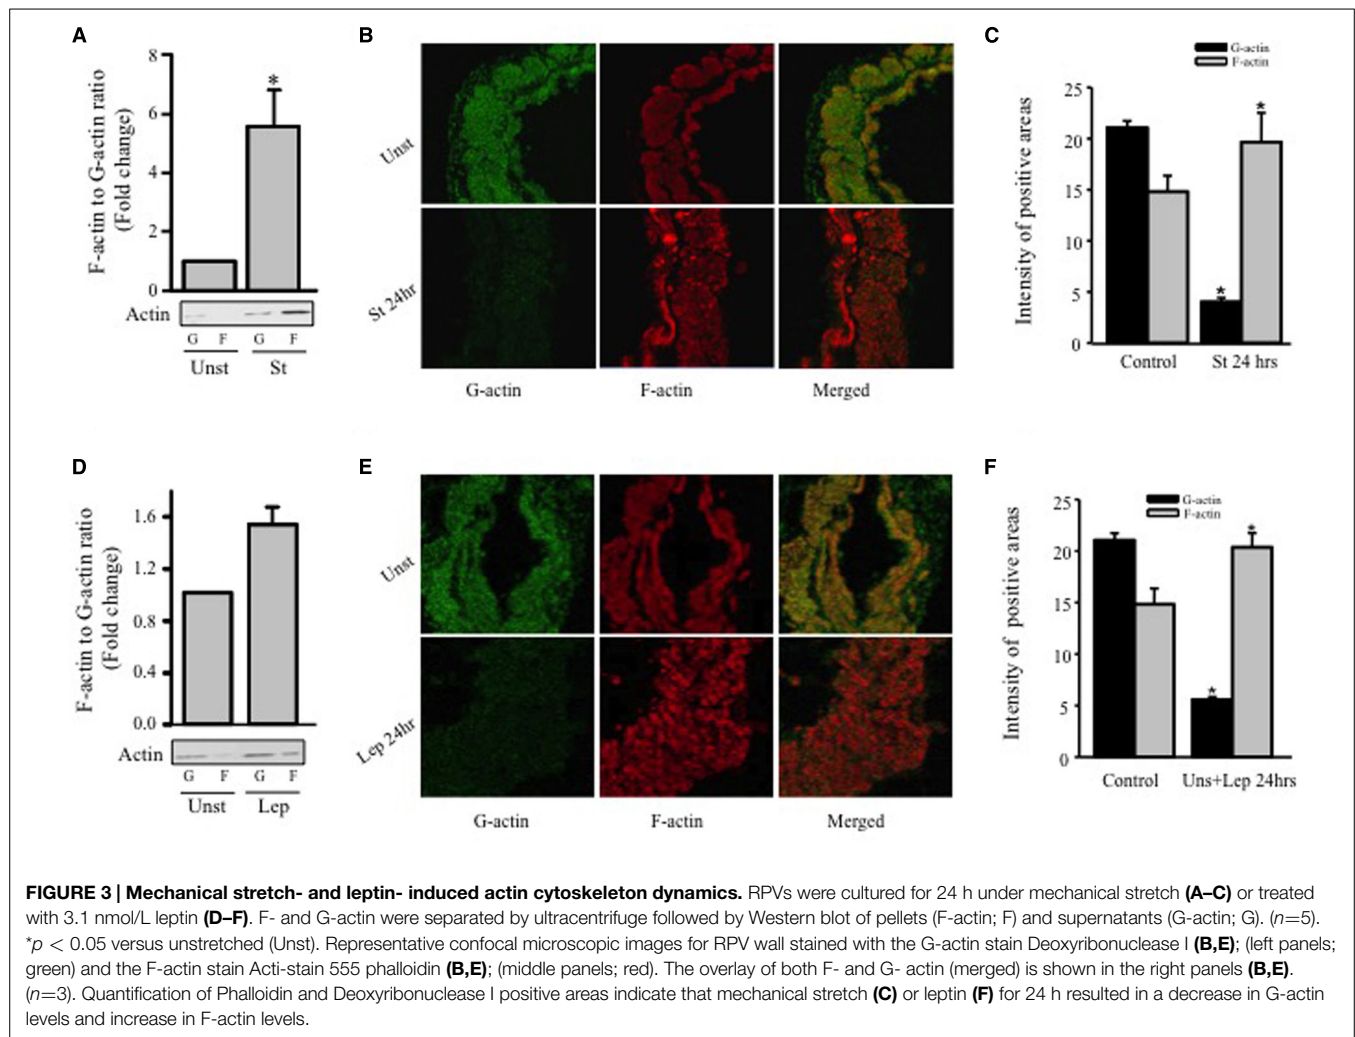 A
B
C
8
6
4
2
0
F-actin to G-actin ratio
(Fold change)
*
Actin
G F G F
Unst St
Unst
St 24hr
G-actin F-actin Merged
G-actin
F-actin
25
20
15
10
5
0
Intensity of positive areas
*
*
Control St 24 hrs
D
E
F
1.6
1.2
0.8
0.4
0.0
F-actin to G-actin ratio
(Fold change)
Actin
G F G F
Unst Lep
Unst
Lep 24hr
G-actin F-actin Merged
G-actin
F-actin
25
20
15
10
5
0
Intensity of positive areas
*
*
Control Uns+Lep 24hrs
FIGURE 3 | Mechanical stretch- and leptin- induced actin cytoskeleton dynamics. RPVs were cultured for 24 h under mechanical stretch (A–C) or treated
with 3.1 nmol/L leptin (D–F). F- and G-actin were separated by ultracentrifuge followed by Western blot of pellets (F-actin; F) and supernatants (G-actin; G). (n=5).
*p < 0.05 versus unstretched (Unst). Representative confocal microscopic images for RPV wall stained with the G-actin stain Deoxyribonuclease I (B,E); (left panels;
green) and the F-actin stain Acti-stain 555 phalloidin (B,E); (middle panels; red). The overlay of both F- and G- actin (merged) is shown in the right panels (B,E).
(n=3). Quantification of Phalloidin and Deoxyribonuclease I positive areas indicate that mechanical stretch (C) or leptin (F) for 24 h resulted in a decrease in G-actin
levels and increase in F-actin levels.